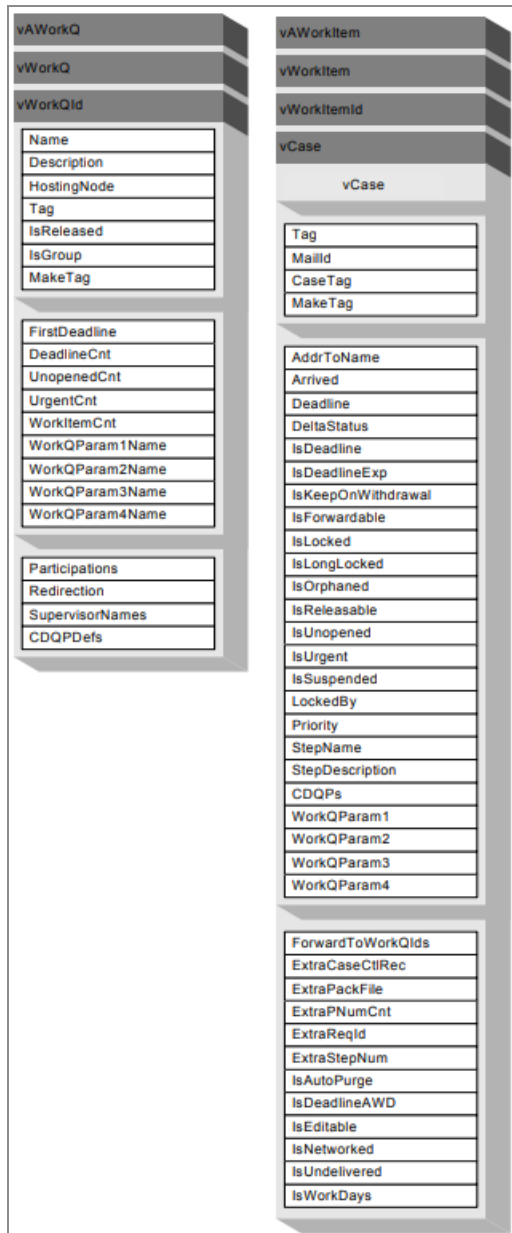 vAWorkQ
vWorkQ
vWorkQId
Name
Description
HostingNode
Tag
IsReleased
IsGroup
MakeTag
FirstDeadline
DeadlineCnt
UnopenedCnt
UrgentCnt
WorkItemCnt
WorkQParam1Name
WorkQParam2Name
WorkQParam3Name
WorkQParam4Name
Participations
Redirection
SupervisorNames
CDQPDefs
vAWorkItem
vWorkItem
vWorkItemId
vCase
vCase
Tag
MailId
CaseTag
MakeTag
AddrToName
Arrived
Deadline
DeltaStatus
IsDeadline
IsDeadlineExp
IsKeepOnWithdrawal
IsForwardable
IsLocked
IsLongLocked
IsOrphaned
IsReleasable
IsUnopened
IsUrgent
IsSuspended
LockedBy
Priority
StepName
StepDescription
CDQPs
WorkQParam1
WorkQParam2
WorkQParam3
WorkQParam4
ForwardToWorkQIds
ExtraCaseCtlRec
ExtraPackFile
ExtraPNumCnt
ExtraReqId
ExtraStepNum
IsAutoPurge
IsDeadlineAWD
IsEditable
IsNetworked
IsUndelivered
IsWorkDays